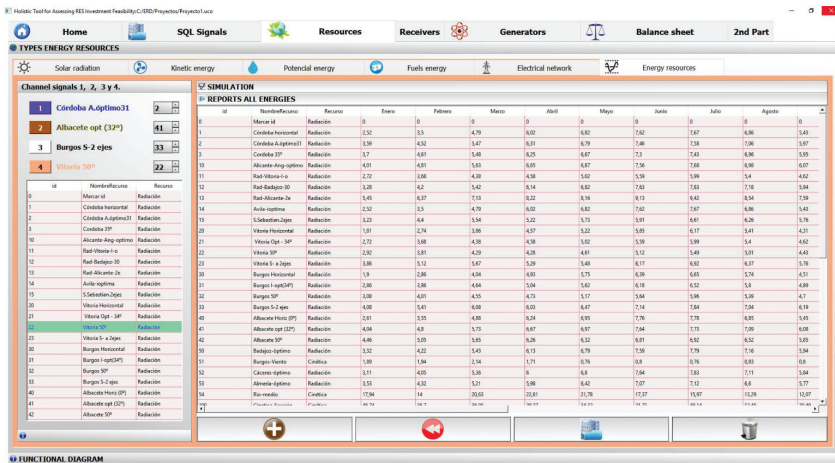 Holistic Tool for Assessing RES Investment Feasibility:C:/ERD/Proyectos/Proyecto1.uco
Home SQL Signals Resources Receivers Generators Balance sheet 2nd Part
TYPES ENERGY RESOURCES
Solar radiation Kinetic energy Potencial energy Fuels energy Electrical network Energy resources
Channel signals 1, 2, 3 y 4.
1 Córdoba A.óptimo31 2
2 Albacete opt (32º) 41
3 Burgos S-2 ejes 33
4 Vitoria 50º 22
id NombreRecurso Recurso
0 Marcar id Radiación
1 Córdoba horizontal Radiación
2 Córdoba A.óptimo31 Radiación
3 Cordoba 35º Radiación
10 Alicante-Ang-optimo Radiación
11 Rad-Vitoria-I-o Radiación
12 Rad-Badajoz-30 Radiación
13 Rad-Alicante-2e Radiación
14 Avila-ioptima Radiación
15 S.Sebastian.2ejes Radiación
20 Vitoria Horizontal Radiación
21 Vitoria Opt - 34º Radiación
22 Vitoria 50º Radiación
23 Vitoria S- a 2ejes Radiación
30 Burgos Horizontal Radiación
31 Burgos I-opt(34º) Radiación
32 Burgos 50º Radiación
33 Burgos S-2 ejes Radiación
40 Albacete Horiz (0º) Radiación
41 Albacete opt (32º) Radiación
42 Albacete 50º Radiación
SIMULATION
REPORTS ALL ENERGIES
id NombreRecurso Recurso Enero Febrero Marzo Abril Mayo Junio Julio Agosto
0 Marcar id Radiación 0 0 0 0 0 0 0 0 0
1 Córdoba horizontal Radiación 2,52 3,5 4,79 6,02 6,82 7,62 7,67 6,86 5,43
2 Córdoba A.óptimo31 Radiación 3,59 4,52 5,47 6,31 6,79 7,46 7,58 7,06 5,97
3 Cordoba 35º Radiación 3,7 4,61 5,48 6,25 6,67 7,3 7,43 6,96 5,95
10 Alicante-Ang-optimo Radiación 4,01 4,81 5,63 6,65 6,87 7,56 7,68 6,98 6,07
11 Rad-Vitoria-I-o Radiación 2,72 3,68 4,38 4,58 5,02 5,59 5,99 5,4 4,62
12 Rad-Badajoz-30 Radiación 3,28 4,2 5,42 6,14 6,82 7,63 7,83 7,18 5,94
13 Rad-Alicante-2e Radiación 5,45 6,37 7,13 8,22 8,16 9,13 9,42 8,54 7,59
14 Avila-ioptima Radiación 2,52 3,5 4,79 6,02 6,82 7,62 7,67 6,86 5,43
15 S.Sebastian.2ejes Radiación 3,23 4,4 5,54 5,22 5,73 5,91 6,61 6,26 5,76
20 Vitoria Horizontal Radiación 1,81 2,74 3,86 4,57 5,22 5,85 6,17 5,41 4,31
21 Vitoria Opt - 34º Radiación 2,72 3,68 4,38 4,58 5,02 5,59 5,99 5,4 4,62
22 Vitoria 50º Radiación 2,92 3,81 4,29 4,28 4,61 5,12 5,49 5,01 4,43
23 Vitoria S- a 2ejes Radiación 3,86 5,12 5,67 5,29 5,48 6,17 6,92 6,37 5,76
30 Burgos Horizontal Radiación 1,9 2,86 4,04 4,93 5,75 6,39 6,65 5,74 4,51
31 Burgos I-opt(34º) Radiación 2,86 3,86 4,64 5,04 5,62 6,18 6,52 5,8 4,89
32 Burgos 50º Radiación 3,08 4,01 4,55 4,73 5,17 5,64 5,96 5,39 4,7
33 Burgos S-2 ejes Radiación 4,08 5,41 6,08 6,03 6,47 7,14 7,84 7,04 6,19
40 Albacete Horiz (0º) Radiación 2,61 3,55 4,88 6,24 6,95 7,76 7,78 6,85 5,43
41 Albacete opt (32º) Radiación 4,04 4,8 5,73 6,67 6,97 7,64 7,73 7,09 6,08
42 Albacete 50º Radiación 4,46 5,05 5,65 6,26 6,32 6,81 6,92 6,52 5,85
50 Badajoz-óptimo Radiación 3,32 4,22 5,43 6,13 6,79 7,59 7,79 7,16 5,94
51 Burgos-Viento Cinética 1,89 1,94 2,14 1,71 0,76 0,8 0,76 0,83 0,8
52 Cáceres-óptimo Radiación 3,11 4,05 5,36 6 6,8 7,64 7,83 7,11 5,84
53 Almería-óptimo Radiación 3,53 4,32 5,21 5,98 6,42 7,07 7,12 6,6 5,77
54 Rio-medio Cinética 17,94 14 20,63 22,81 21,78 17,37 15,97 13,29 12,07
FUNCTIONAL DIAGRAM